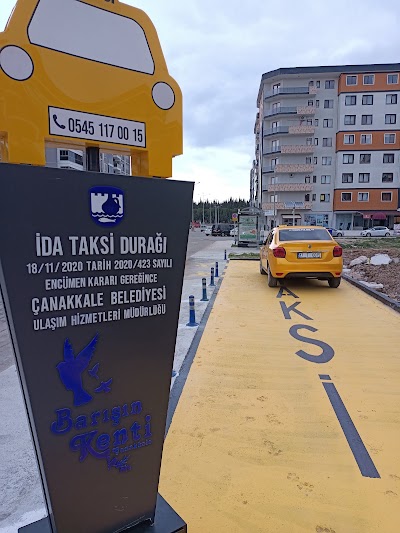 0545 117 00 15
İDA TAKSİ DURAĞI
18/11/2020 TARİH 2020/423 SAYILI
ENCÜMEN KARARI GEREĞİNCE
ÇANAKKALE BELEDİYESİ
ULAŞIM HİZMETLERİ MÜDÜRLÜĞÜ
Barışın
Kenti
TAKSİ